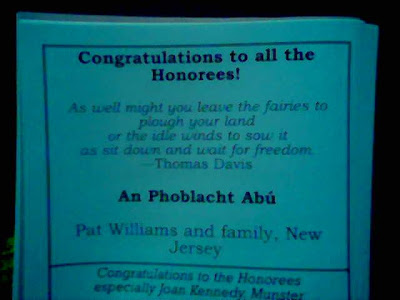 Congratulations to all the
Honorees!
As well might you leave the fairies to
plough your land
or the idle winds to sow it
as sit down and wait for freedom.
—Thomas Davis
An Phoblacht Abú
Pat Williams and family, New
Jersey
Congratulations to the Honorees
especially Joan Kennedy, Munster